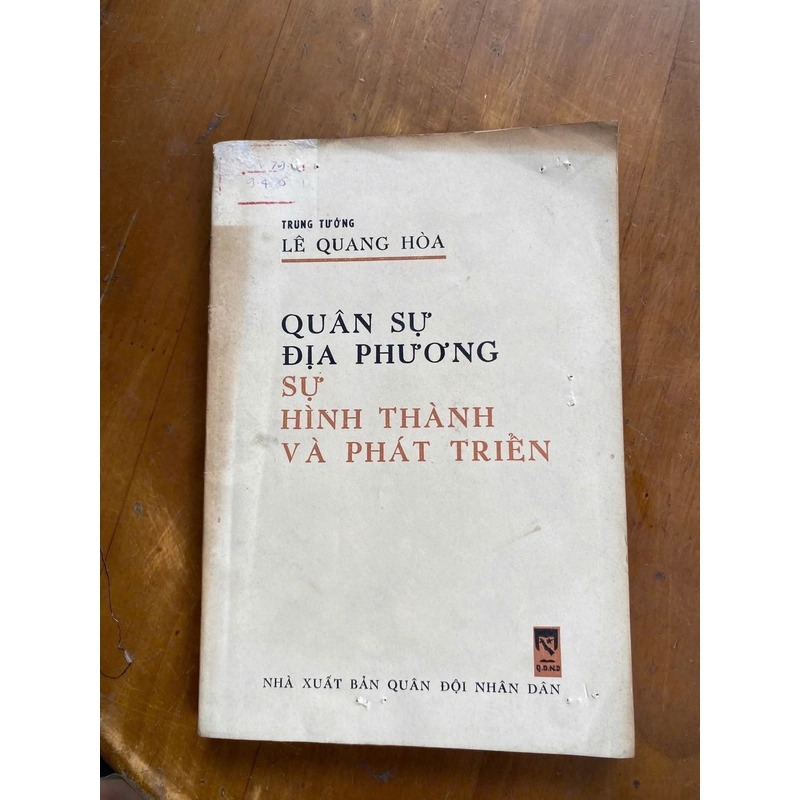 TRUNG TƯỚNG
LÊ QUANG HÒA
QUÂN SỰ
ĐỊA PHƯƠNG
SỰ
HÌNH THÀNH
VÀ PHÁT TRIỂN
Q.Đ.N.D
NHÀ XUẤT BẢN QUÂN ĐỘI NHÂN DÂN